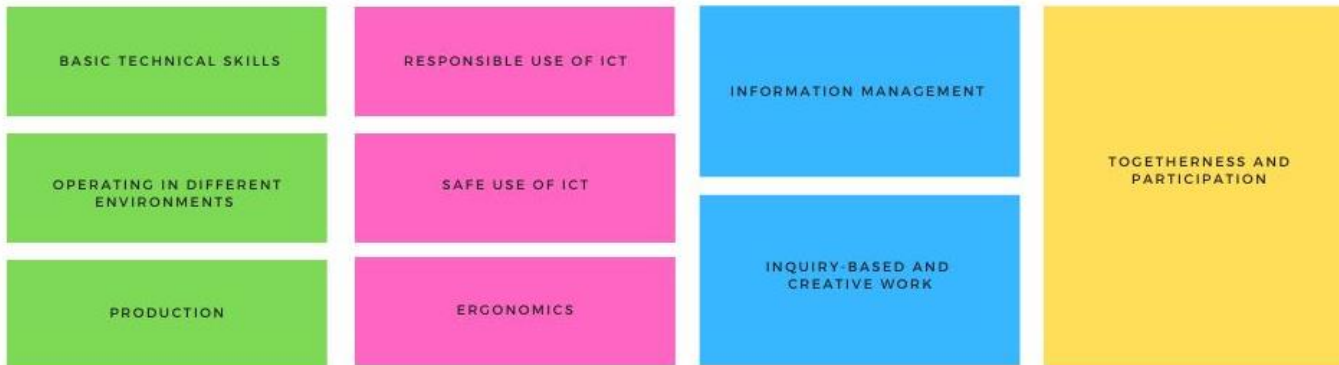 BASIC TECHNICAL SKILLS
OPERATING IN DIFFERENT
ENVIRONMENTS
PRODUCTION
RESPONSIBLE USE OF ICT
SAFE USE OF ICT
ERGONOMICS
INFORMATION MANAGEMENT
INQUIRY-BASED AND
CREATIVE WORK
TOGETHERNESS AND
PARTICIPATION